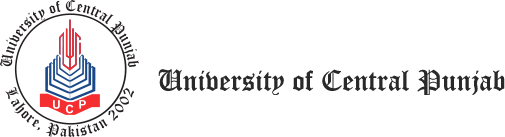 University of Central Punjab
UCP
Lahore, Pakistan 2002
University of Central Punjab